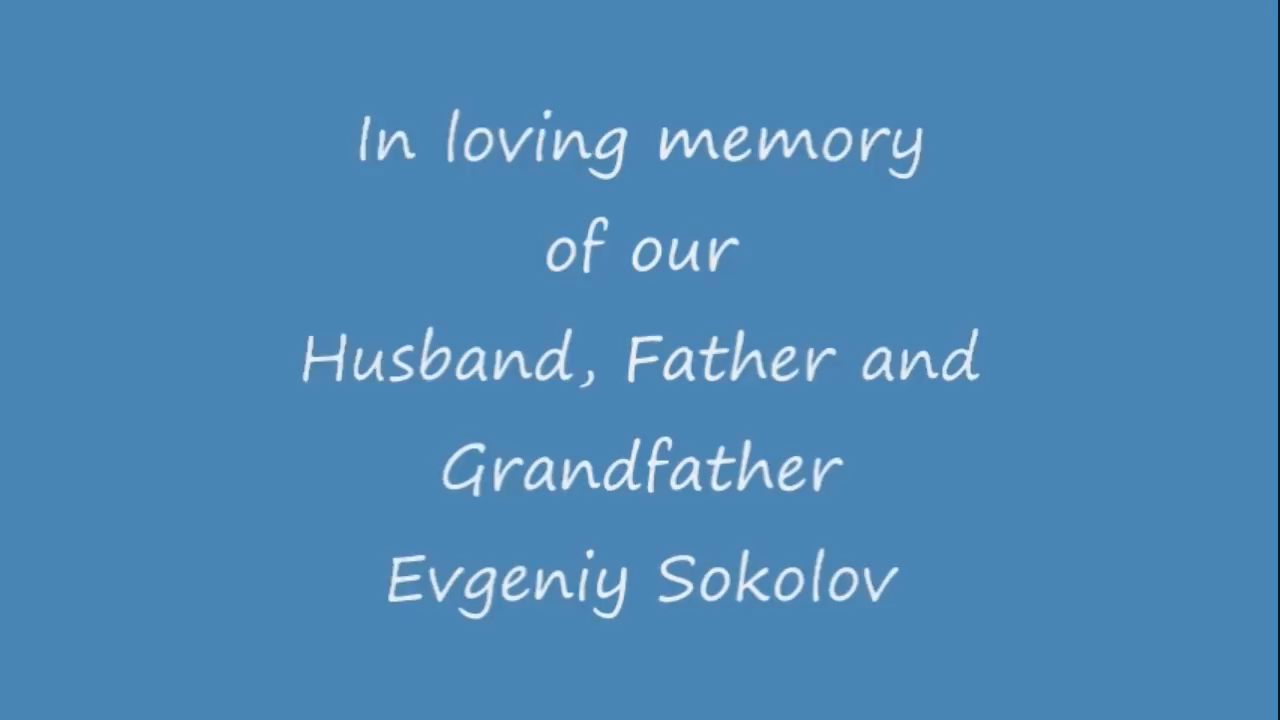 In loving memory
of our
Husband, Father and
Grandfather
Evgeniy Sokolov